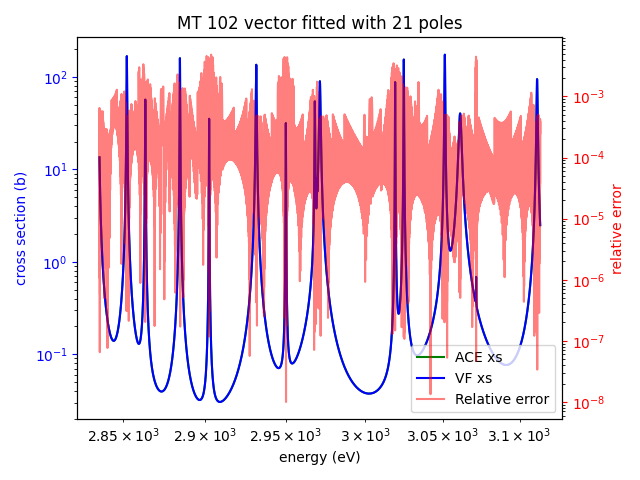 MT 102 vector fitted with 21 poles
cross section (b)
10²
10¹
10⁰
10⁻¹
10⁻³
10⁻⁴
10⁻⁵
10⁻⁶
10⁻⁷
10⁻⁸
relative error
ACE xs
VF xs
Relative error
2.85 × 10³ 2.9 × 10³ 2.95 × 10³ 3 × 10³ 3.05 × 10³ 3.1 × 10³
energy (eV)